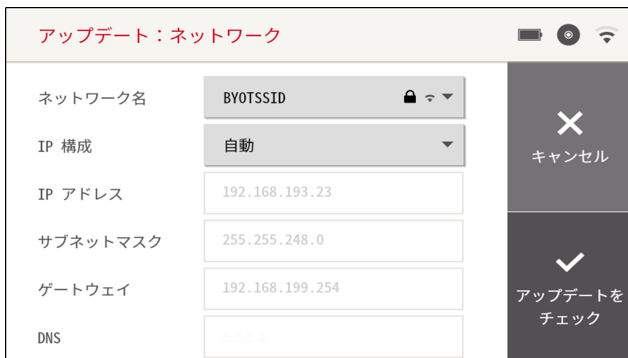 アップデート：ネットワーク
ネットワーク名
BYOTSSID
IP 構成
自動
IP アドレス
192.168.193.23
サブネットマスク
255.255.248.0
ゲートウェイ
192.168.199.254
DNS
キャンセル
アップデートを
チェック